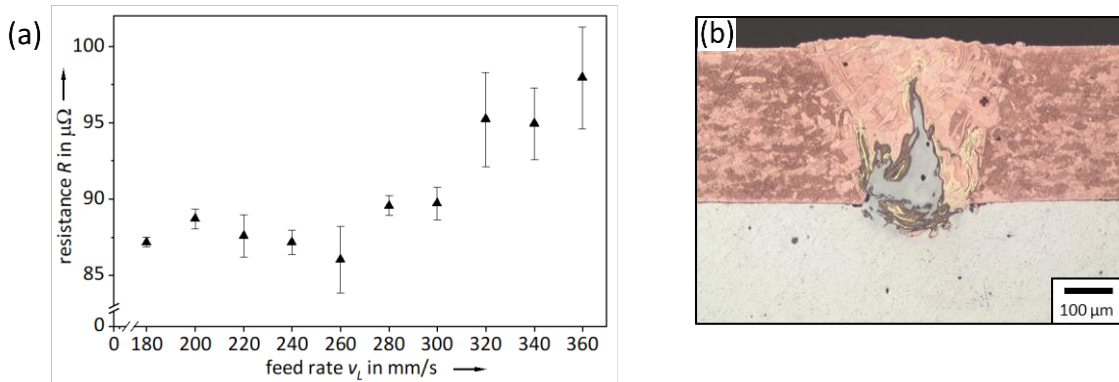 (a)
100
95
90
85
0
resistance R in μΩ
0 180 200 220 240 260 280 300 320 340 360
feed rate v_L in mm/s
(b)
100 μm